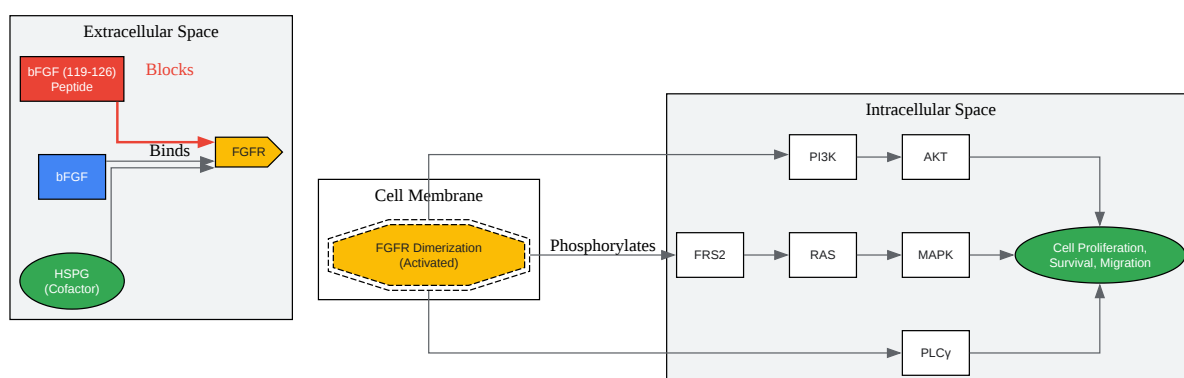 Extracellular Space
bFGF (119-126)
Peptide
Blocks
Binds
FGFR
bFGF
HSPG
(Cofactor)
Cell Membrane
FGFR Dimerization
(Activated)
Phosphorylates
Intracellular Space
PI3K
AKT
FRS2
RAS
MAPK
Cell Proliferation,
Survival, Migration
PLCγ